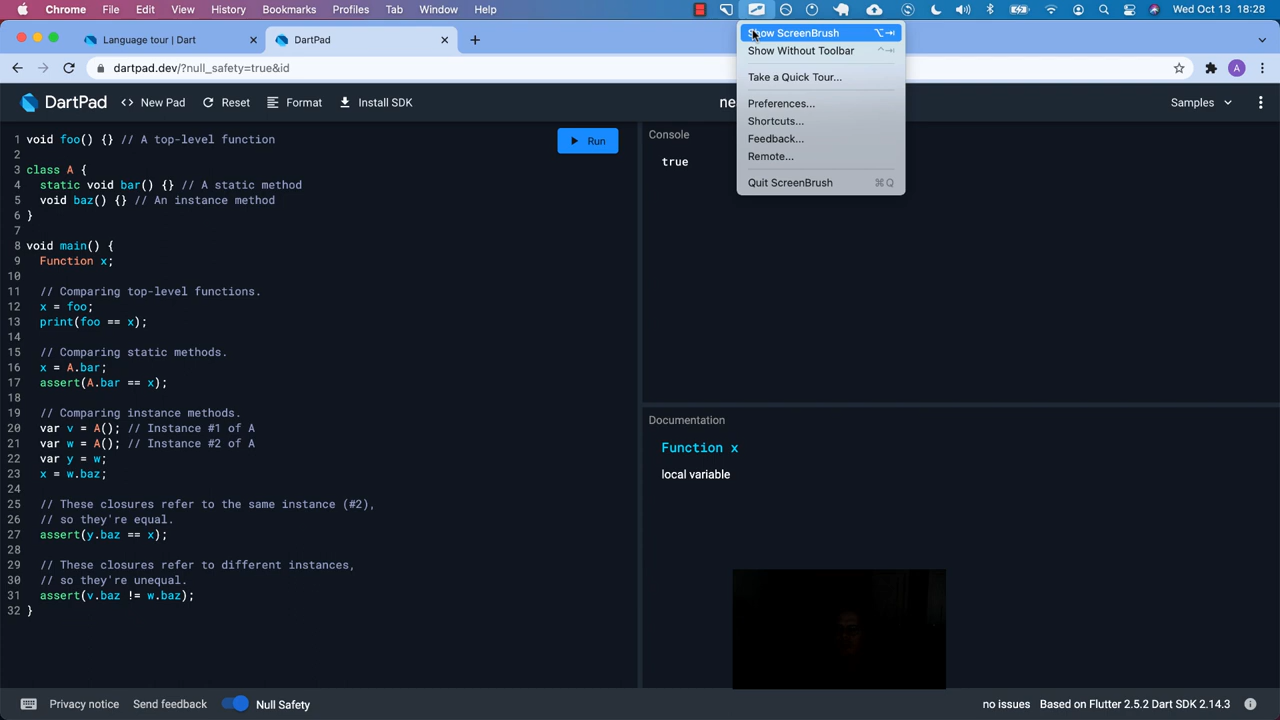 Chrome File Edit View History Bookmarks Profiles Tab Window Help Wed Oct 13 18:28
Language tour | Dart DartPad
dartpad.dev/?null_safety=true&id A
DartPad <> New Pad Reset Format Install SDK ne Samples
Show ScreenBrush
Show Without Toolbar
Take a Quick Tour...
Preferences...
Shortcuts...
Feedback...
Remote...
Quit ScreenBrush ⌘Q
Run
1 void foo() {} // A top-level function
2
3 class A {
4 static void bar() {} // A static method
5 void baz() {} // An instance method
6 }
7
8 void main() {
9 Function x;
10
11 // Comparing top-level functions.
12 x = foo;
13 print(foo == x);
14
15 // Comparing static methods.
16 x = A.bar;
17 assert(A.bar == x);
18
19 // Comparing instance methods.
20 var v = A(); // Instance #1 of A
21 var w = A(); // Instance #2 of A
22 var y = w;
23 x = w.baz;
24
25 // These closures refer to the same instance (#2),
26 // so they're equal.
27 assert(y.baz == x);
28
29 // These closures refer to different instances,
30 // so they're unequal.
31 assert(v.baz != w.baz);
32 }
Console
true
Documentation
Function x
local variable
Privacy notice Send feedback Null Safety no issues Based on Flutter 2.5.2 Dart SDK 2.14.3